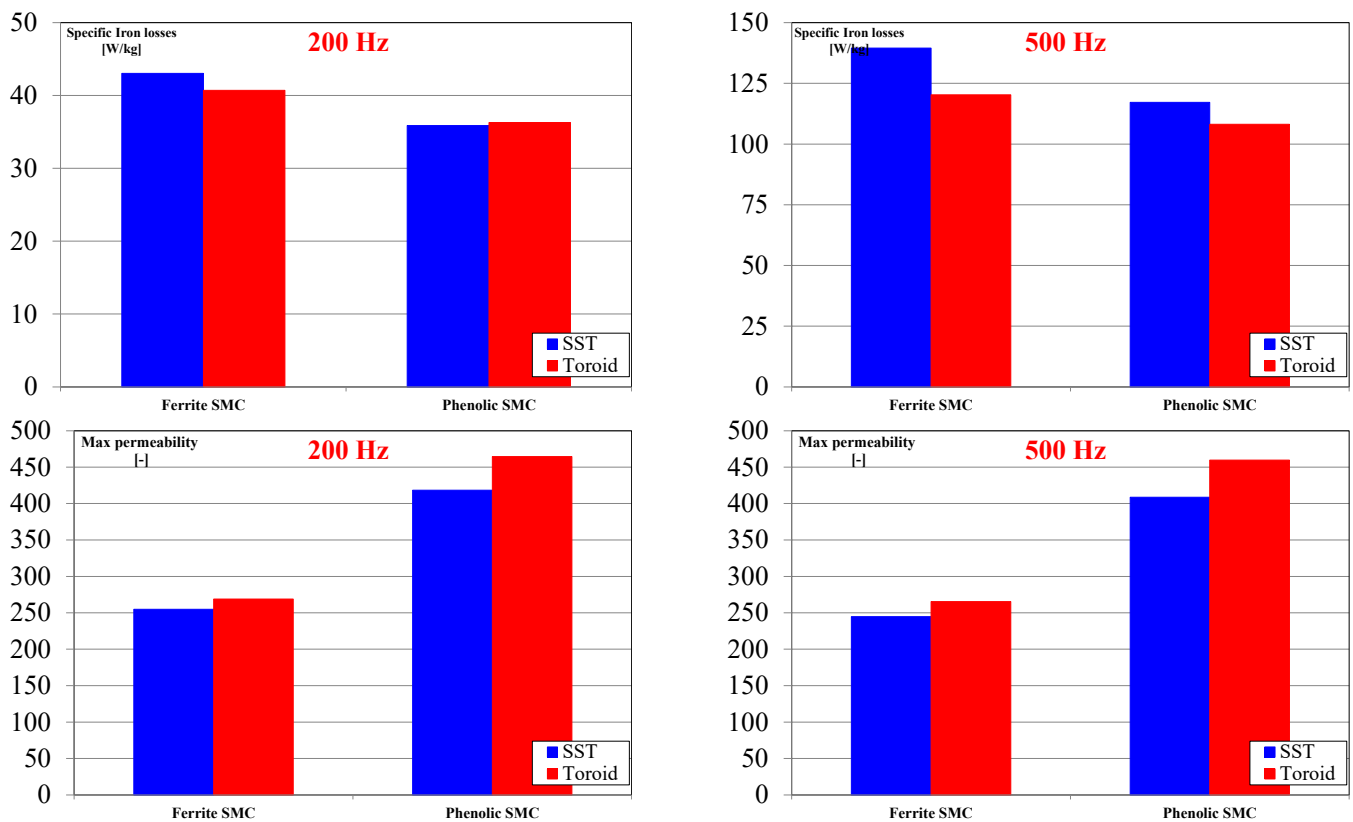 50
Specific Iron losses
[W/kg]
200 Hz
40
30
20
10
0
SST
Toroid
Ferrite SMC
Phenolic SMC
150
Specific Iron losses
[W/kg]
500 Hz
125
100
75
50
25
0
SST
Toroid
Ferrite SMC
Phenolic SMC
500
Max permeability
[-]
200 Hz
450
400
350
300
250
200
150
100
50
0
SST
Toroid
Ferrite SMC
Phenolic SMC
500
Max permeability
[-]
500 Hz
450
400
350
300
250
200
150
100
50
0
SST
Toroid
Ferrite SMC
Phenolic SMC